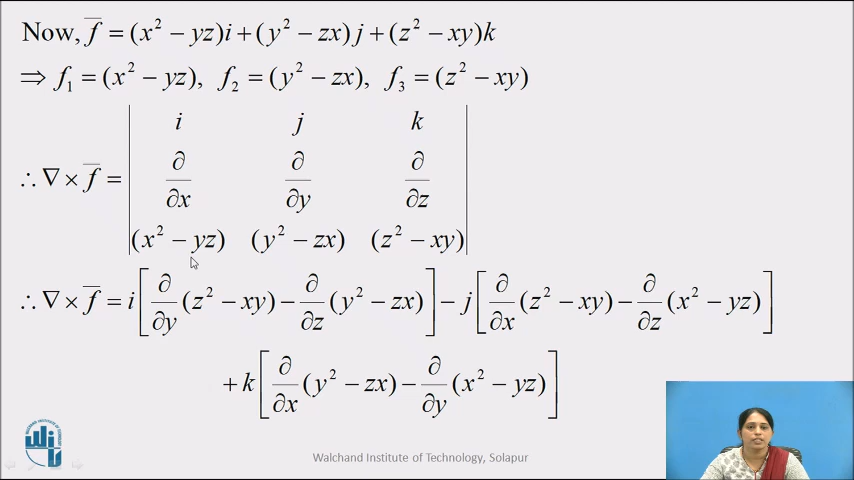 Now, f̄ = (x² − yz)i + (y² − zx)j + (z² − xy)k
⇒ f₁ = (x² − yz), f₂ = (y² − zx), f₃ = (z² − xy)
i j k
∴ ∇ × f̄ = | ∂/∂x ∂/∂y ∂/∂z |
(x² − yz) (y² − zx) (z² − xy)
∴ ∇ × f̄ = i[∂/∂y (z² − xy) − ∂/∂z (y² − zx)] − j[∂/∂x (z² − xy) − ∂/∂z (x² − yz)]
+ k[∂/∂x (y² − zx) − ∂/∂y (x² − yz)]
Walchand Institute of Technology, Solapur